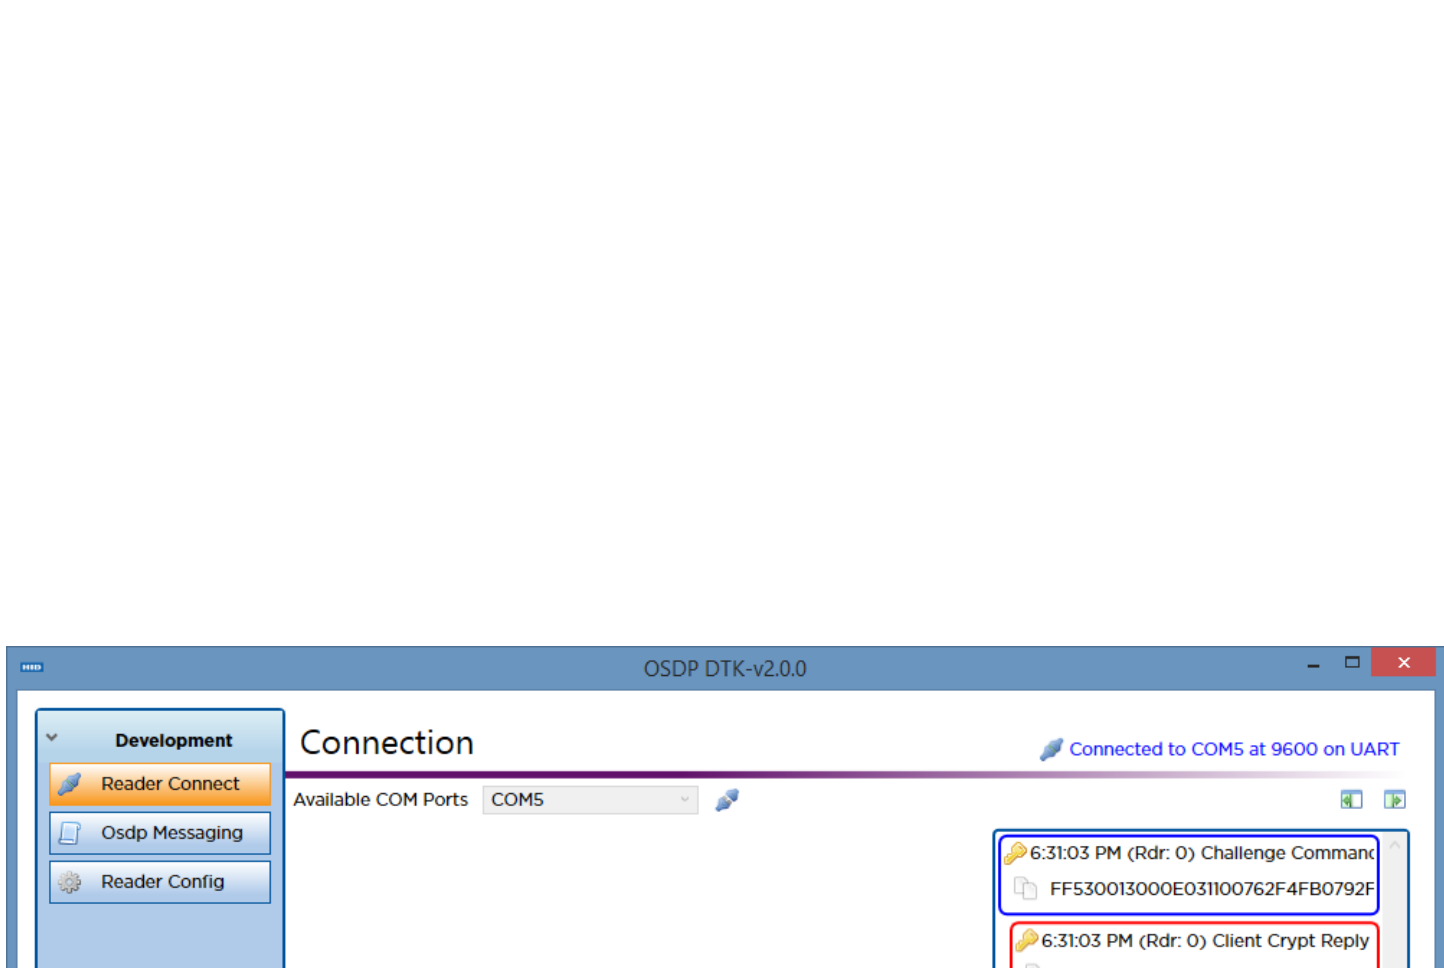 HID
OSDP DTK-v2.0.0
Development
Reader Connect
Osdp Messaging
Reader Config
Connection
Connected to COM5 at 9600 on UART
Available COM Ports COM5
6:31:03 PM (Rdr: 0) Challenge Command
FF530013000E031100762F4FB0792F
6:31:03 PM (Rdr: 0) Client Crypt Reply